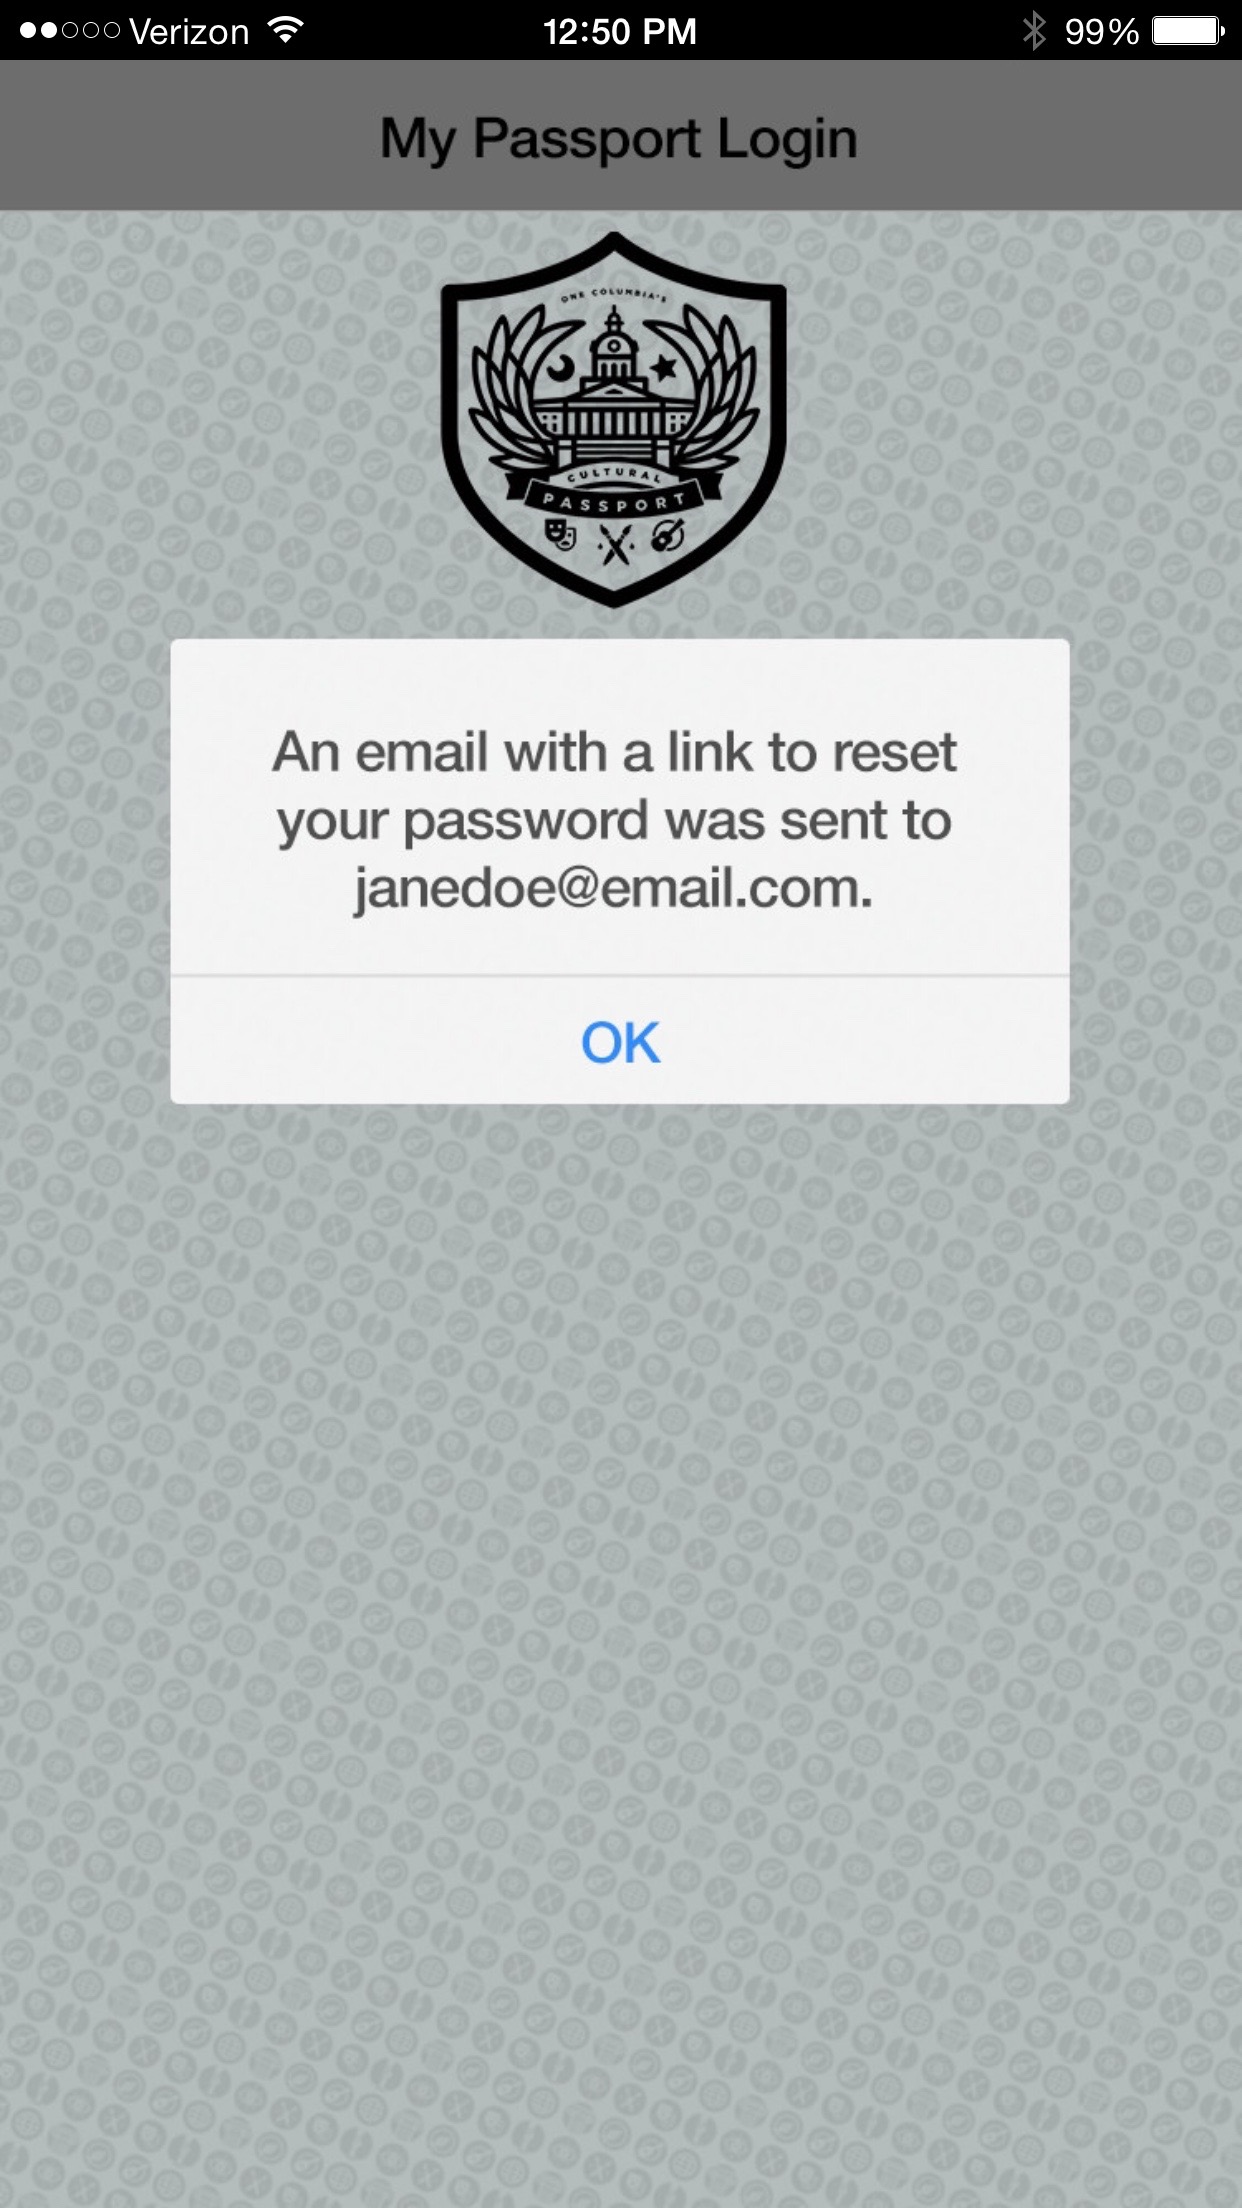 Verizon 12:50 PM 99%
My Passport Login
ONE COLUMBIA'S
CULTURAL
PASSPORT
An email with a link to reset
your password was sent to
janedoe@email.com.
OK